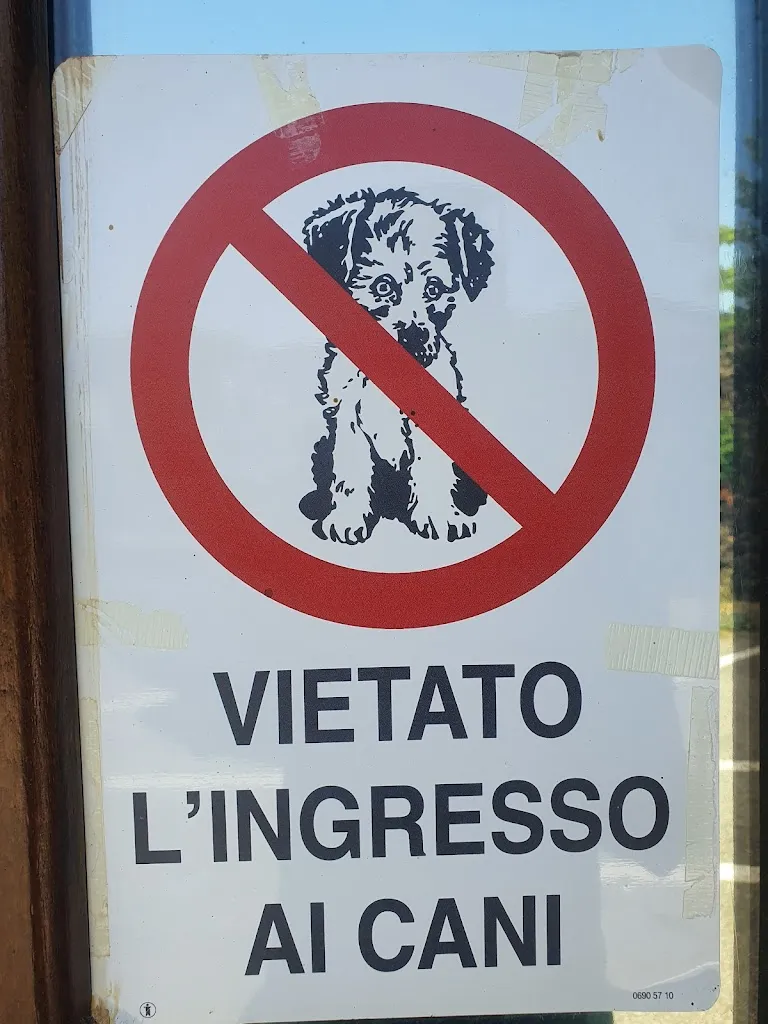 VIETATO
L'INGRESSO
AI CANI
0690 57 10